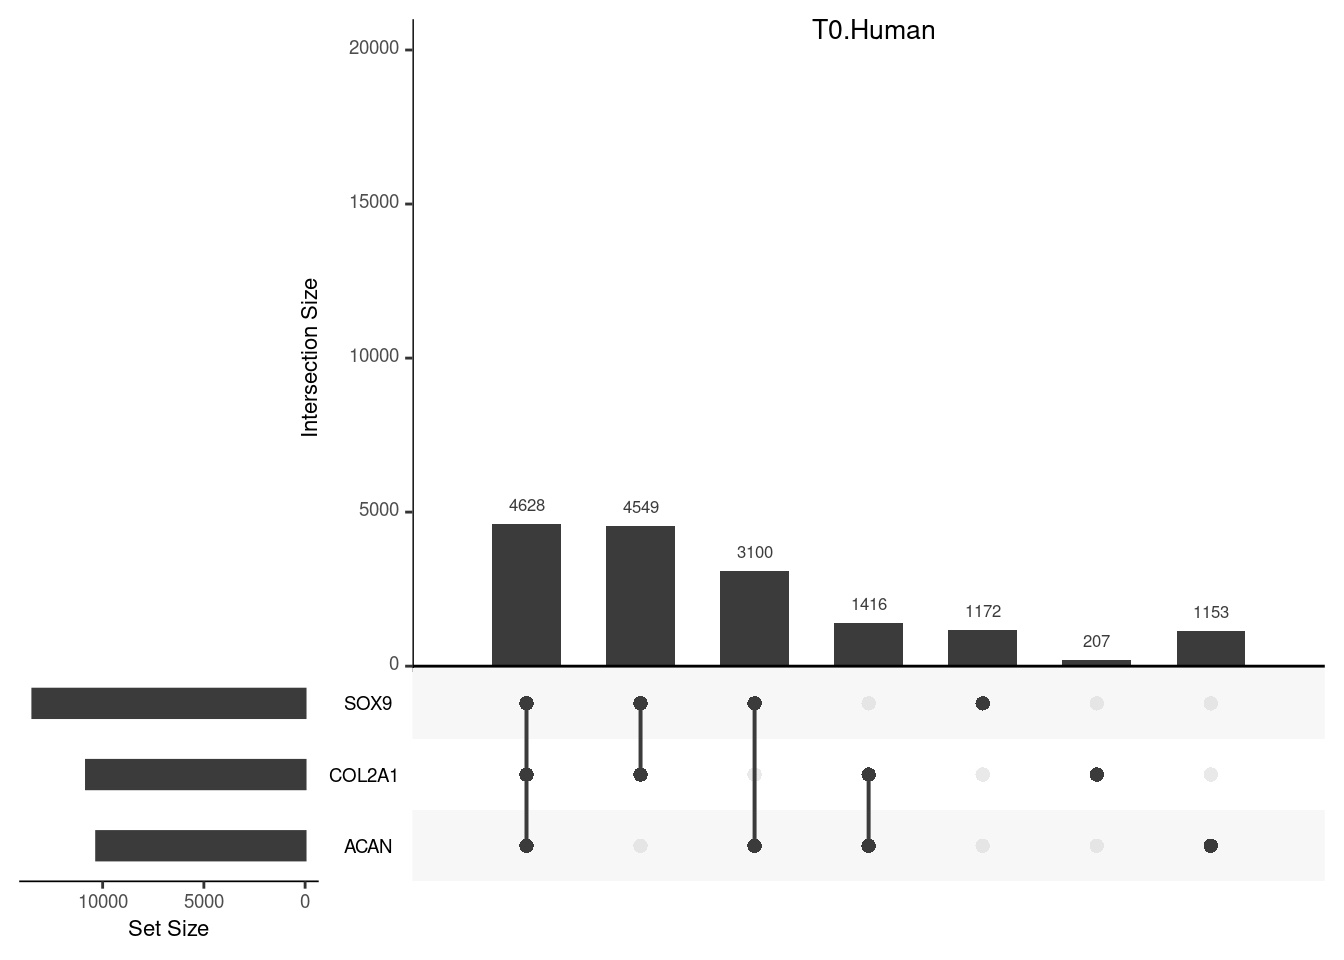 T0.Human
20000
15000
10000
5000
0
Intersection Size
4628
4549
3100
1416
1172
207
1153
SOX9
COL2A1
ACAN
10000 5000 0
Set Size